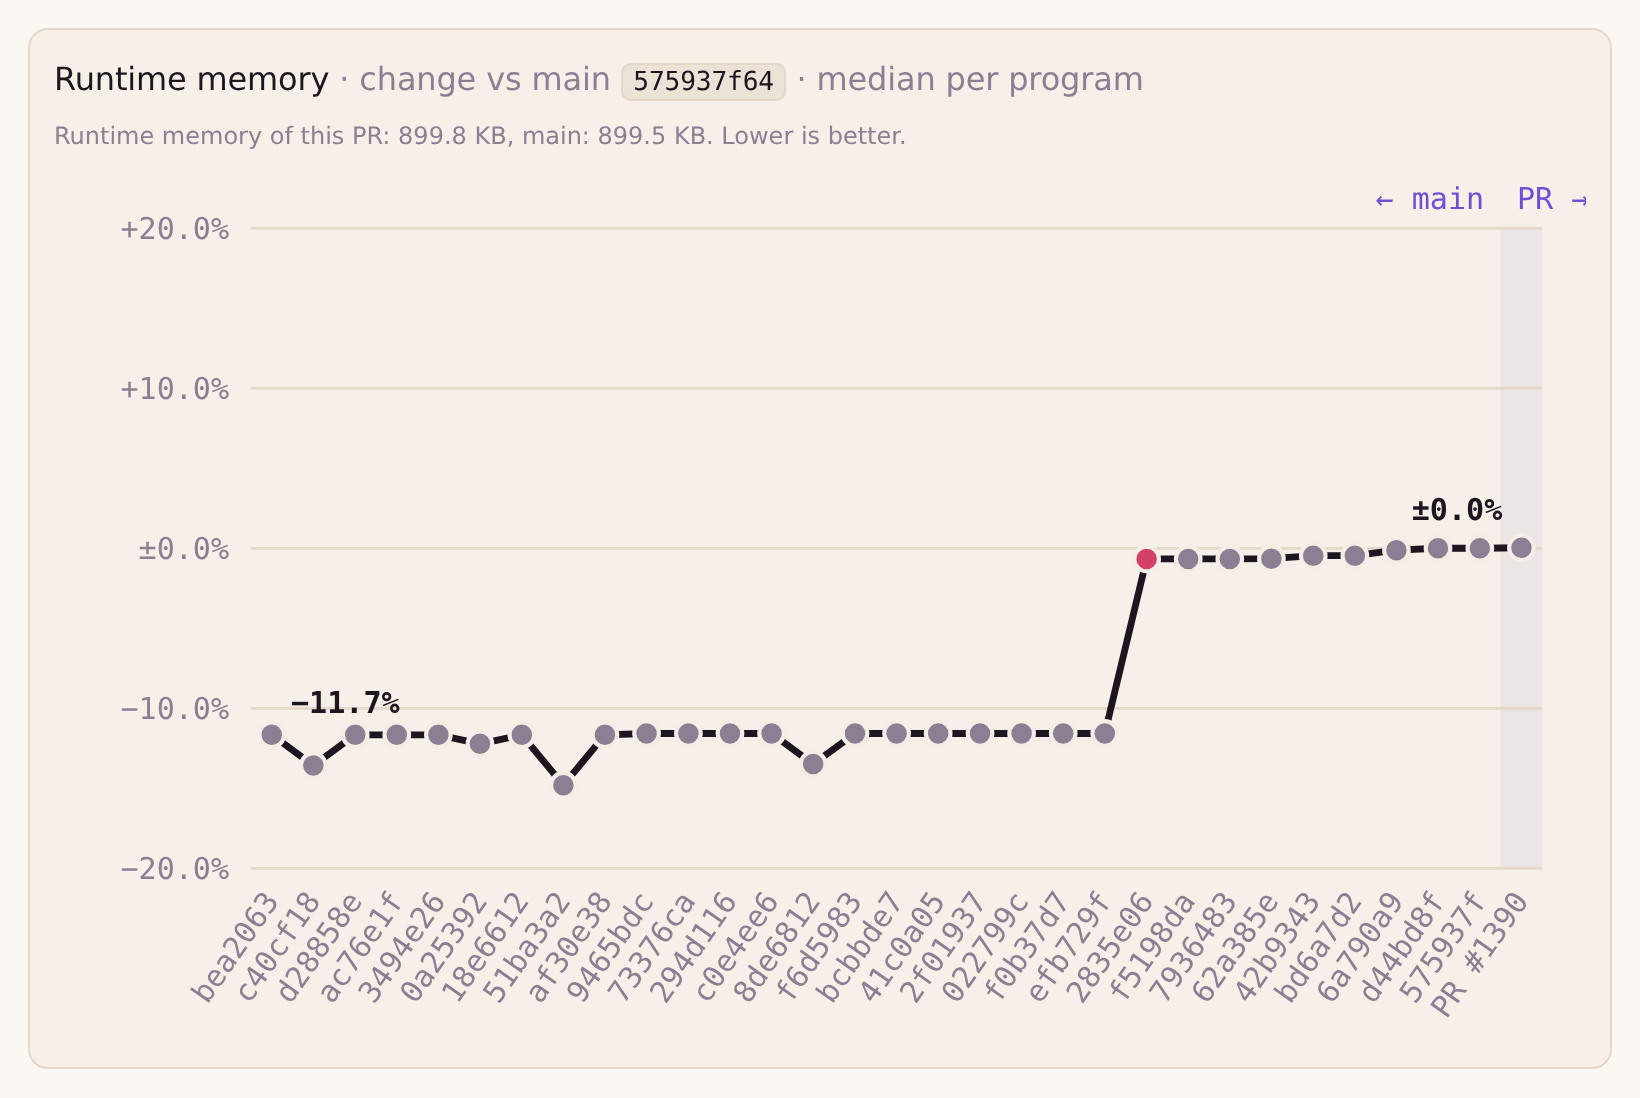 Runtime memory · change vs main 575937f64 · median per program
Runtime memory of this PR: 899.8 KB, main: 899.5 KB. Lower is better.
← main PR →
+20.0%
+10.0%
±0.0%
−10.0%
−20.0%
±0.0%
−11.7%
bea2063
c40cf18
d28858e
ac76e1f
3494e26
0a25392
18e6612
51ba3a2
af30e38
9465bdc
73376ca
294d116
c0e4ee6
8de6812
f6d5983
bcbbde7
41c0a05
2f01937
022799c
f0b37d7
efb729f
2835e06
f5198da
7936483
62a385e
42b9343
bd6a7d2
6a790a9
d44bd8f
575937f
PR #1390